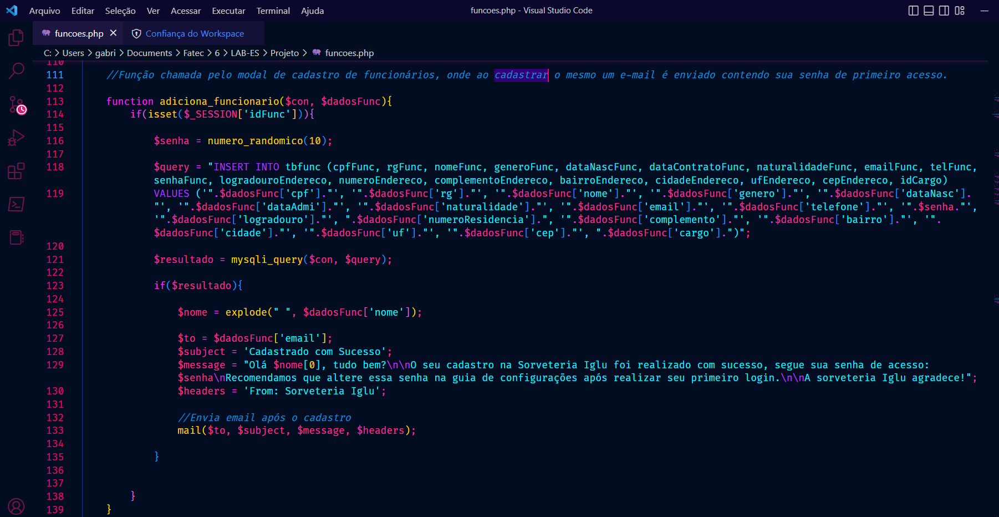 Arquivo Editar Seleção Ver Acessar Executar Terminal Ajuda funcoes.php - Visual Studio Code
funcoes.php Confiança do Workspace
C: > Users > gabri > Documents > Fatec > 6 > LAB-ES > Projeto > funcoes.php
110
111 //Função chamada pelo modal de cadastro de funcionários, onde ao cadastrar o mesmo um e-mail é enviado contendo sua senha de primeiro acesso.
112
113 function adiciona_funcionario($con, $dadosFunc){
114 if(isset($_SESSION['idFunc'])){
115
116 $senha = numero_randomico(10);
117
118 $query = "INSERT INTO tbfunc (cpfFunc, rgFunc, nomeFunc, generoFunc, dataNascFunc, dataContratoFunc, naturalidadeFunc, emailFunc, telFunc,
senhaFunc, logradouroEndereco, numeroEndereco, complementoEndereco, bairroEndereco, cidadeEndereco, ufEndereco, cepEndereco, idCargo)
119 VALUES ('".$dadosFunc['cpf']."', '".$dadosFunc['rg']."', '".$dadosFunc['nome']."', '".$dadosFunc['genero']."', '".$dadosFunc['dataNasc'].
"', '".$dadosFunc['dataAdmi']."', '".$dadosFunc['naturalidade']."', '".$dadosFunc['email']."', '".$dadosFunc['telefone']."', '".$senha."',
'".$dadosFunc['logradouro']."', ".$dadosFunc['numeroResidencia'].", '".$dadosFunc['complemento']."', '".$dadosFunc['bairro']."', '".
$dadosFunc['cidade']."', '".$dadosFunc['uf']."', '".$dadosFunc['cep']."', ".$dadosFunc['cargo'].")";
120
121 $resultado = mysqli_query($con, $query);
122
123 if($resultado){
124
125 $nome = explode(" ", $dadosFunc['nome']);
126
127 $to = $dadosFunc['email'];
128 $subject = 'Cadastrado com Sucesso';
129 $message = "Olá $nome[0], tudo bem?\n\nO seu cadastro na Sorveteria Iglu foi realizado com sucesso, segue sua senha de acesso:
$senha\nRecomendamos que altere essa senha na guia de configurações após realizar seu primeiro login.\n\nA sorveteria Iglu agradece!";
130 $headers = 'From: Sorveteria Iglu';
131
132 //Envia email após o cadastro
133 mail($to, $subject, $message, $headers);
134
135 }
136
137
138 }
139 }